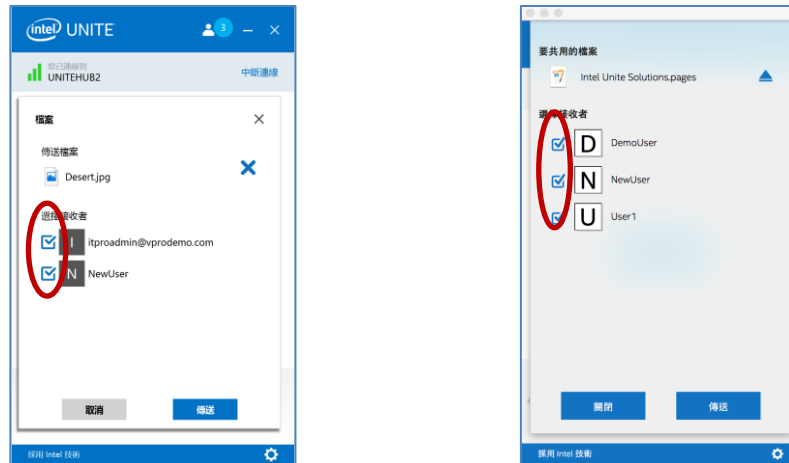 intel UNITE 3
您已連線到
UNITEHUB2
中斷連線
檔案
傳送檔案
Desert.jpg
選擇接收者
I itproadmin@vprodemo.com
N NewUser
取消
傳送
採用 Intel 技術
要共用的檔案
Intel Unite Solutions.pages
選擇接收者
D DemoUser
N NewUser
U User1
關閉
傳送
採用 Intel 技術